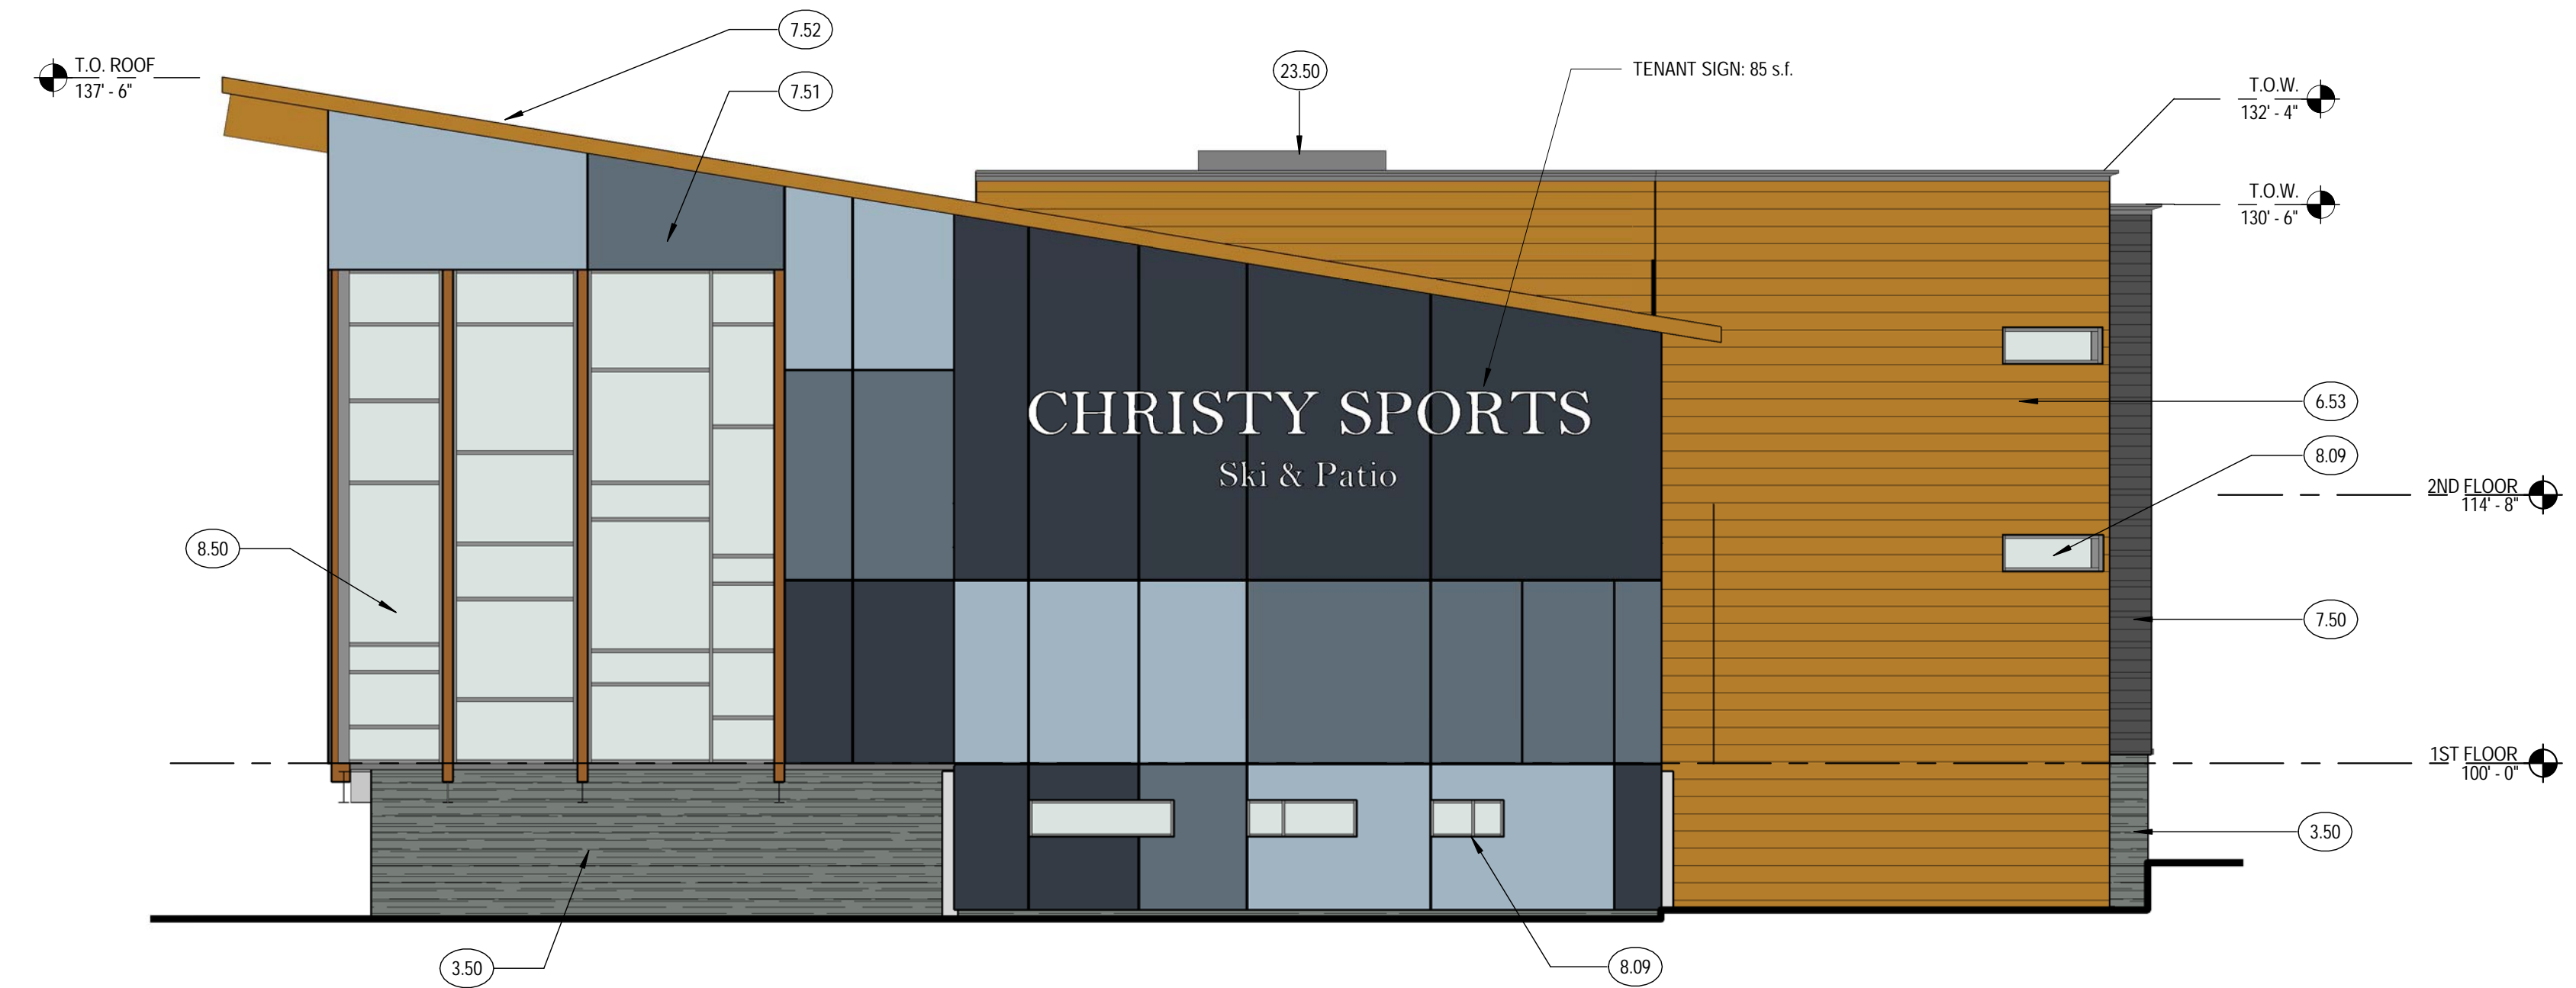 7.52
T.O. ROOF
137' - 6"
7.51
23.50
TENANT SIGN: 85 s.f.
T.O.W.
132' - 4"
T.O.W.
130' - 6"
CHRISTY SPORTS
Ski & Patio
6.53
8.09
2ND FLOOR
114' - 8"
8.50
7.50
1ST FLOOR
100' - 0"
3.50
3.50
8.09